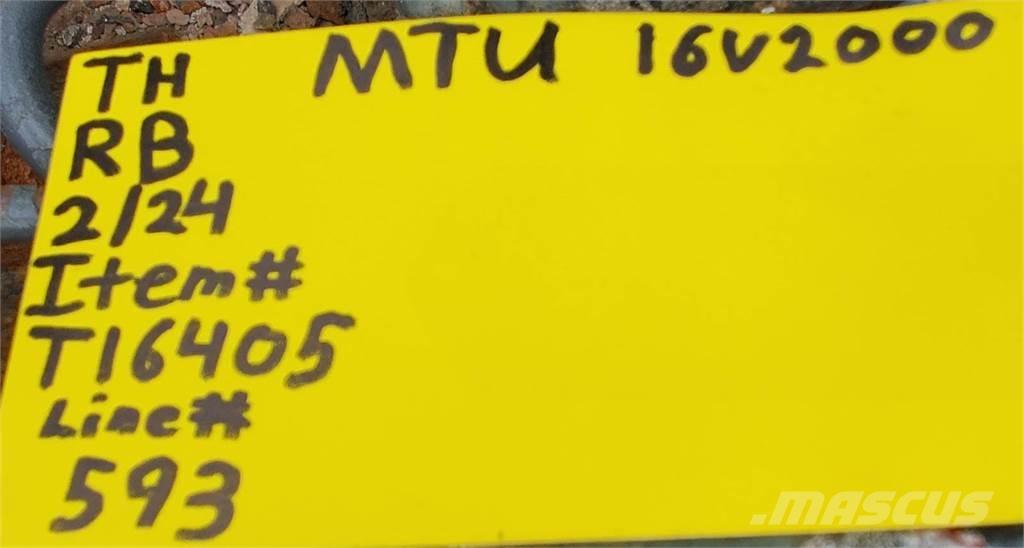 TH MTU 16V2000
RB
2/24
Item#
T16405
Line#
593
.MASCUS